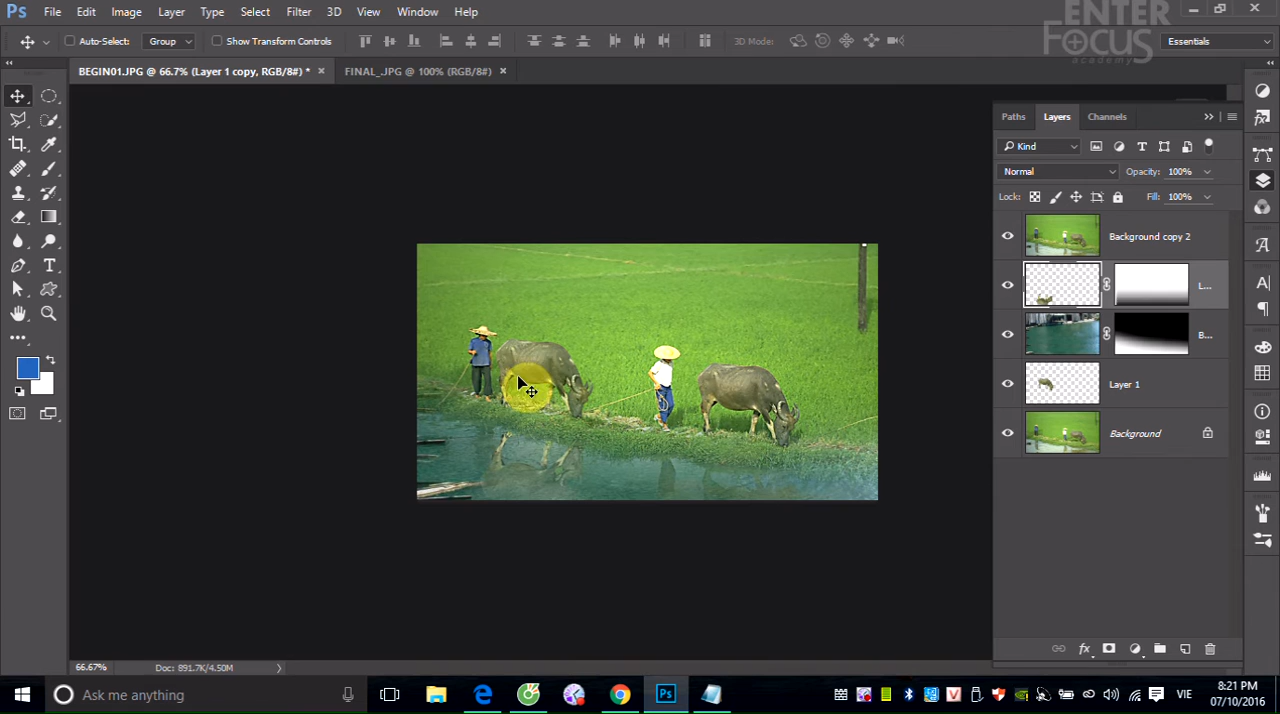 Ps File Edit Image Layer Type Select Filter 3D View Window Help
ENTER
FOCUS
academy
Auto-Select: Group Show Transform Controls 3D Mode: Essentials
BEGIN01.JPG @ 66.7% (Layer 1 copy, RGB/8#) * × FINAL_.JPG @ 100% (RGB/8#) ×
Paths Layers Channels
Kind
Normal Opacity: 100%
Lock: Fill: 100%
Background copy 2
L...
B...
Layer 1
Background
66.67% Doc: 891.7K/4.50M
Ask me anything
VIE
8:21 PM
07/10/2016